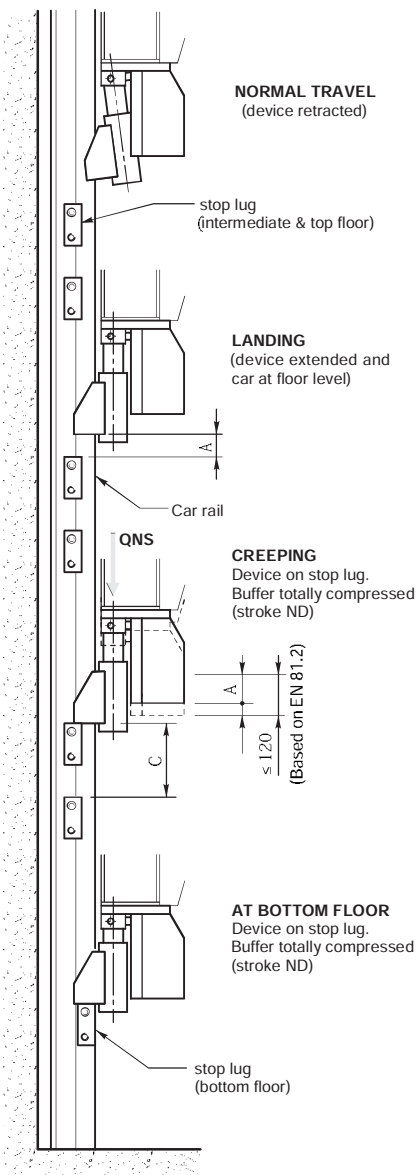 NORMAL TRAVEL
(device retracted)
stop lug
(intermediate & top floor)
LANDING
(device extended and
car at floor level)
A
Car rail
QNS
CREEPING
Device on stop lug.
Buffer totally compressed
(stroke ND)
A
≤ 120
(Based on EN 81.2)
C
AT BOTTOM FLOOR
Device on stop lug.
Buffer totally compressed
(stroke ND)
stop lug
(bottom floor)